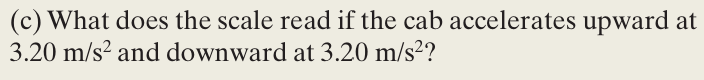 (c) What does the scale read if the cab accelerates upward at
3.20 m/s² and downward at 3.20 m/s²?